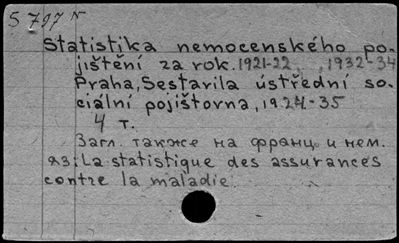 S 797 N
Statistika nemocenského po-
jištění za rok. 1921-22 , 1932-34
Praha, Sestavila ústřední so-
ciální pojištovna, 1924-35
4 т.
Загл. также на франц. и нем.
яз: La statistique des assurances
contre la maladie.